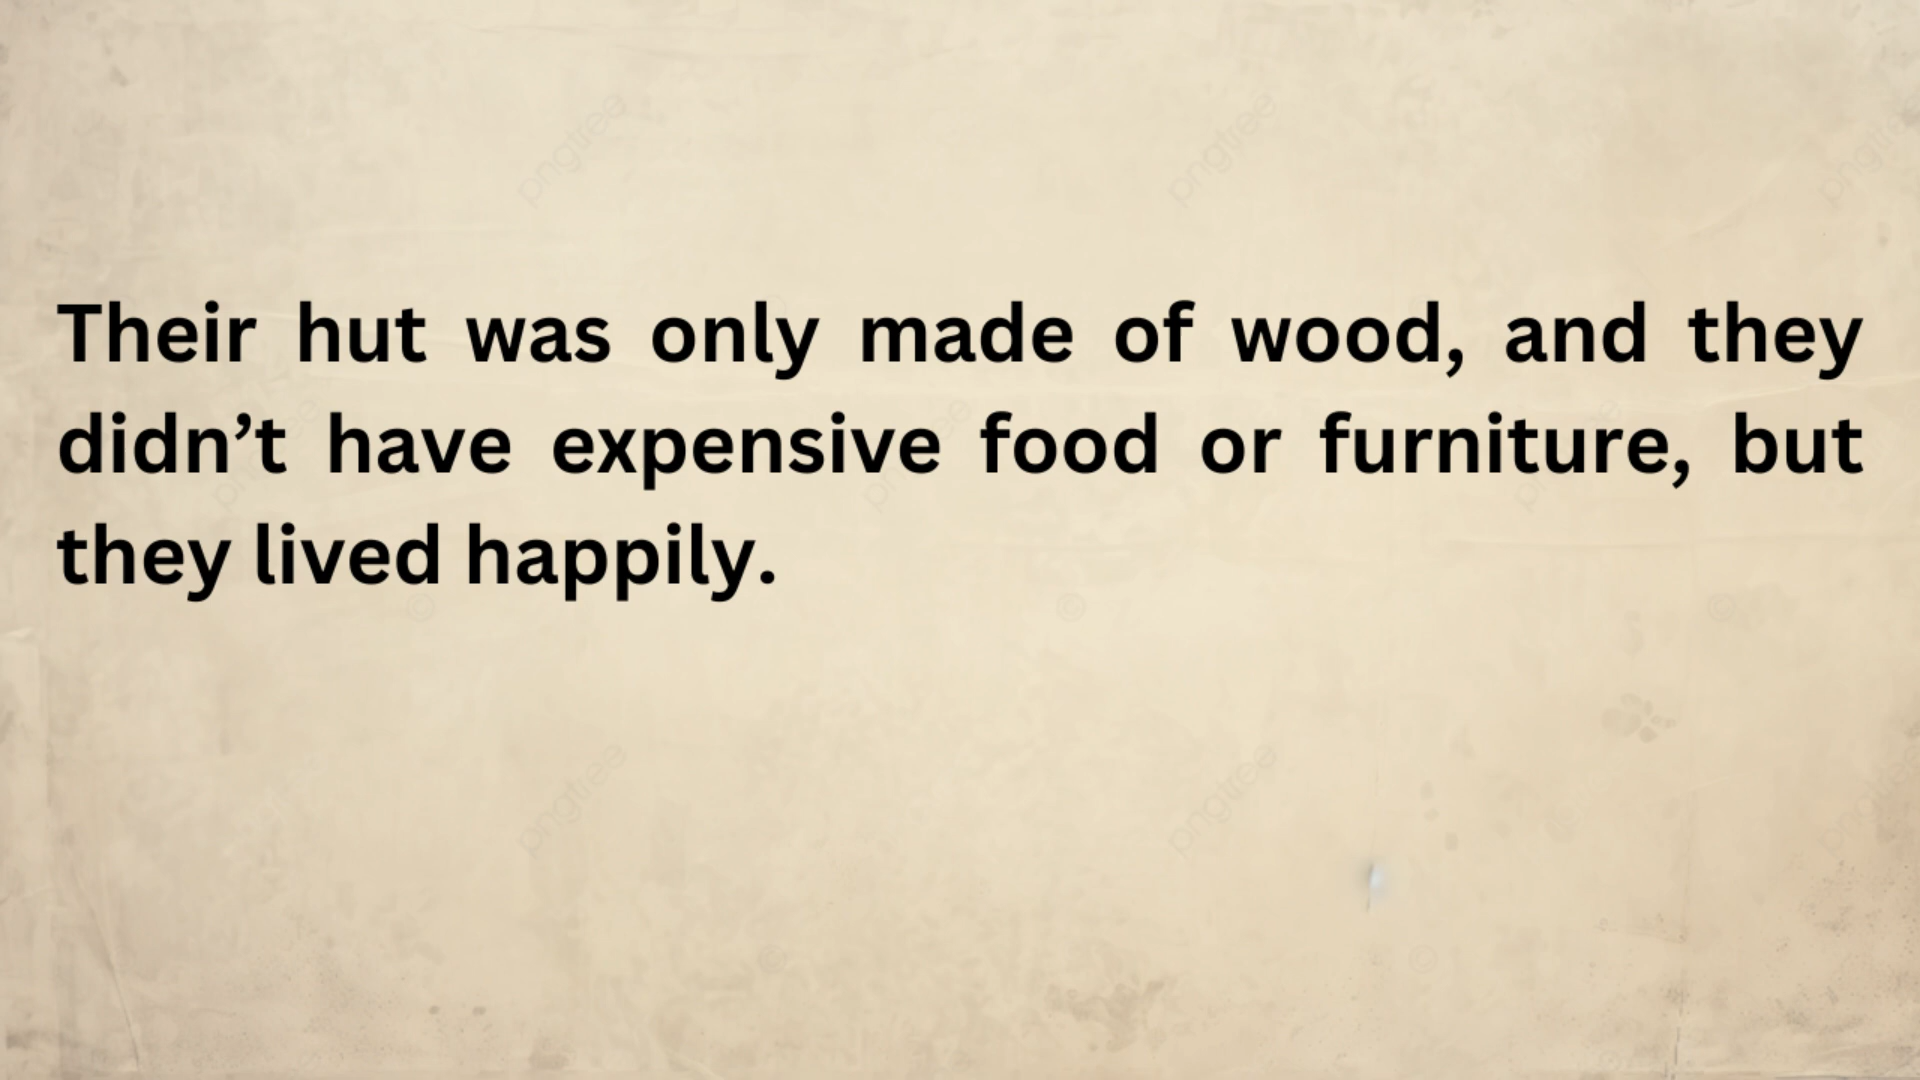 Their hut was only made of wood, and they
didn’t have expensive food or furniture, but
they lived happily.